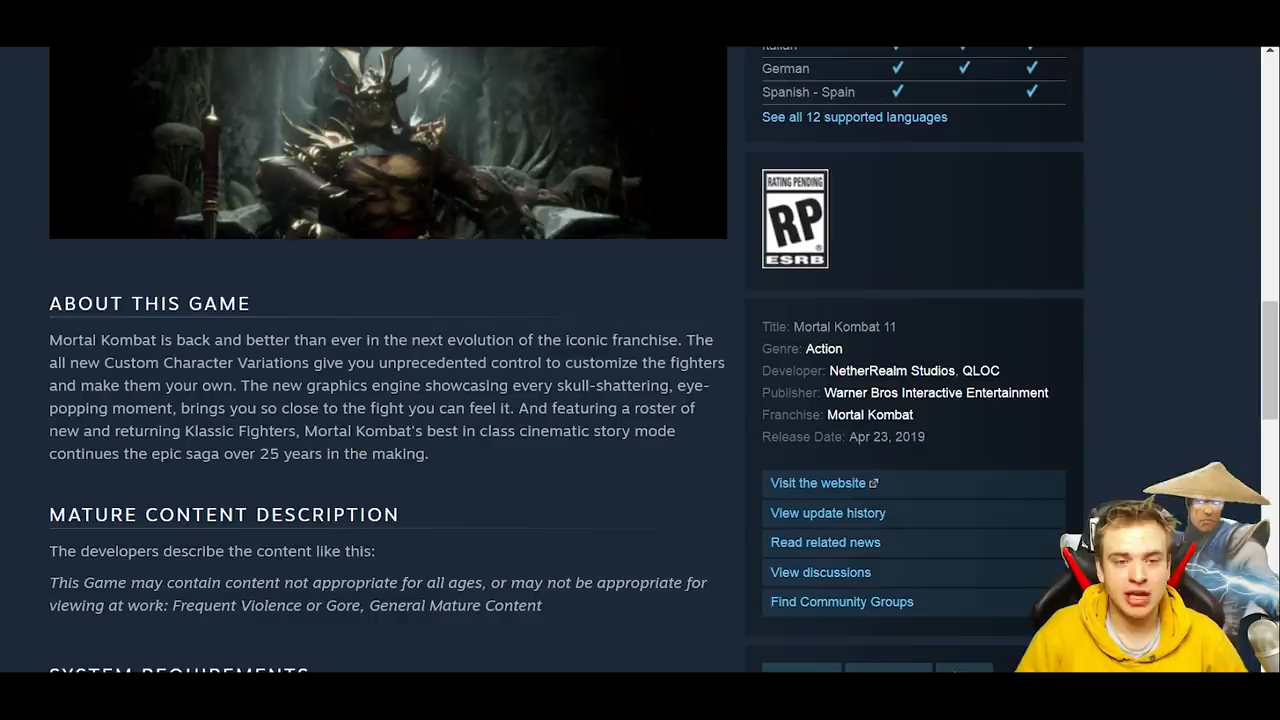 Italian
German
Spanish - Spain
See all 12 supported languages
RATING PENDING
RP
ESRB
ABOUT THIS GAME
Mortal Kombat is back and better than ever in the next evolution of the iconic franchise. The
all new Custom Character Variations give you unprecedented control to customize the fighters
and make them your own. The new graphics engine showcasing every skull-shattering, eye-
popping moment, brings you so close to the fight you can feel it. And featuring a roster of
new and returning Klassic Fighters, Mortal Kombat's best in class cinematic story mode
continues the epic saga over 25 years in the making.
MATURE CONTENT DESCRIPTION
The developers describe the content like this:
This Game may contain content not appropriate for all ages, or may not be appropriate for
viewing at work: Frequent Violence or Gore, General Mature Content
SYSTEM REQUIREMENTS
Title: Mortal Kombat 11
Genre: Action
Developer: NetherRealm Studios, QLOC
Publisher: Warner Bros Interactive Entertainment
Franchise: Mortal Kombat
Release Date: Apr 23, 2019
Visit the website
View update history
Read related news
View discussions
Find Community Groups